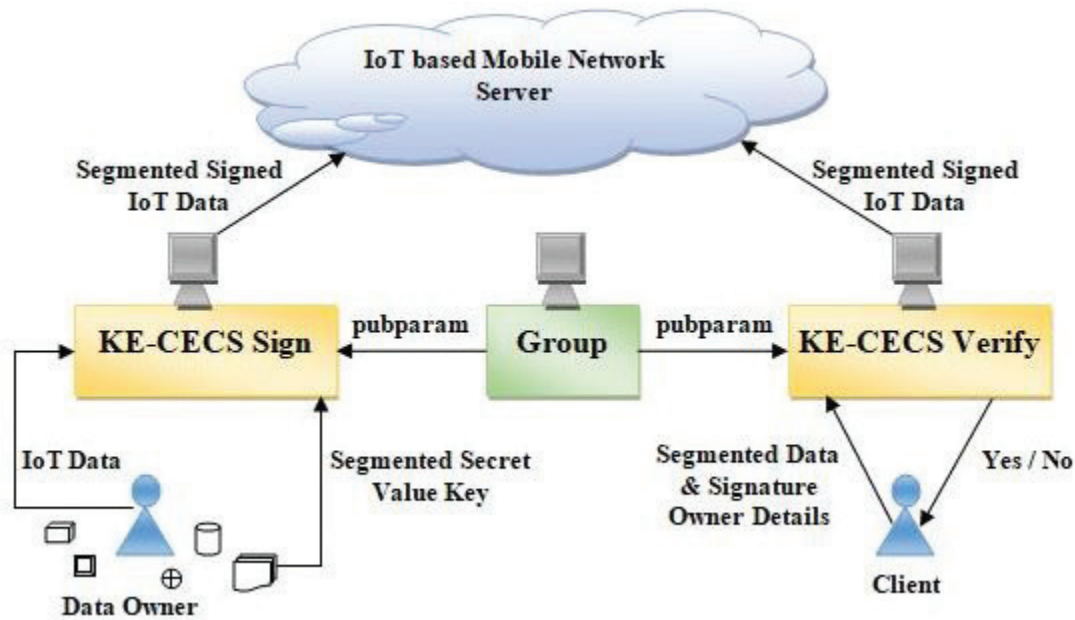 IoT based Mobile Network
Server
Segmented Signed
IoT Data
Segmented Signed
IoT Data
KE-CECS Sign
pubparam
Group
pubparam
KE-CECS Verify
IoT Data
Segmented Secret
Value Key
Segmented Data
& Signature
Owner Details
Yes / No
Data Owner
Client